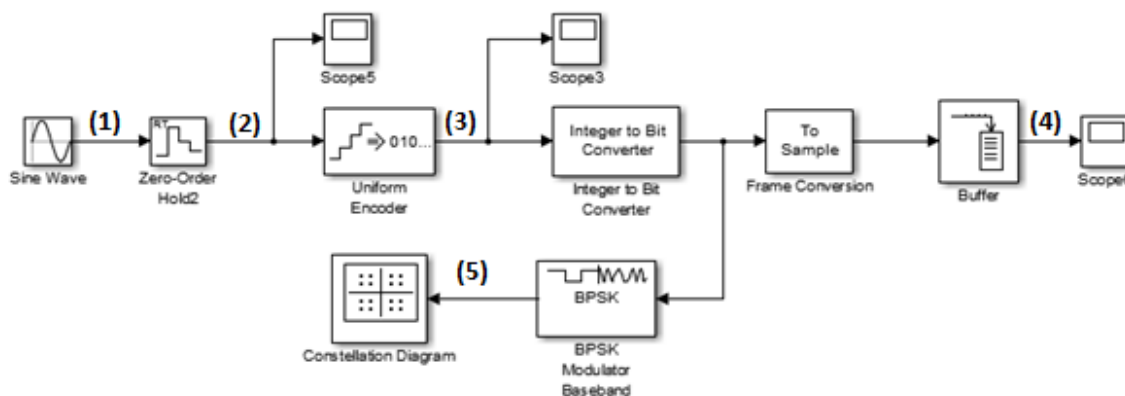 Scope5
Scope3
(1)
(2)
(3)
(4)
RT
010...
Integer to Bit
Converter
To
Sample
Sine Wave
Zero-Order
Hold2
Uniform
Encoder
Integer to Bit
Converter
Frame Conversion
Buffer
(5)
BPSK
Constellation Diagram
BPSK
Modulator
Baseband